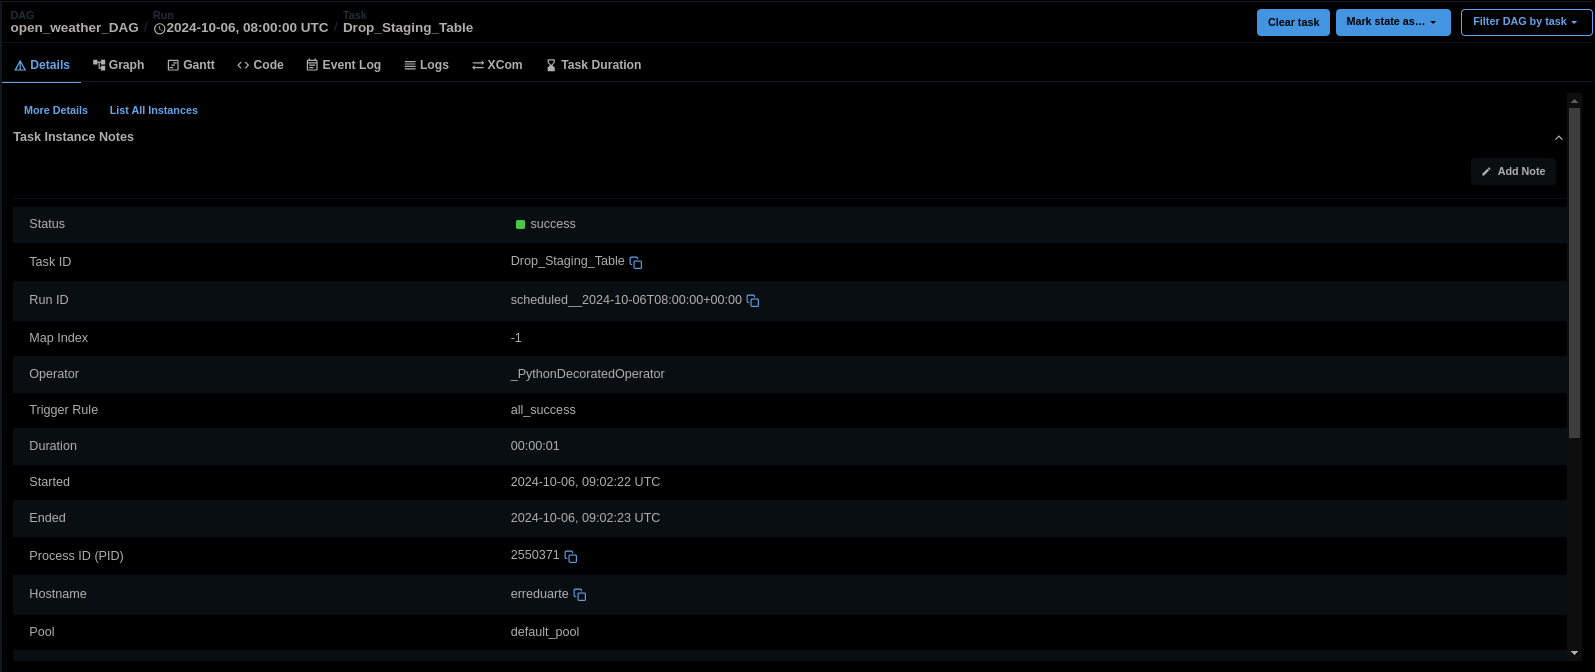 DAG Run Task
open_weather_DAG / 2024-10-06, 08:00:00 UTC / Drop_Staging_Table
Clear task Mark state as… Filter DAG by task
Details Graph Gantt Code Event Log Logs XCom Task Duration
More Details List All Instances
Task Instance Notes
Add Note
Status success
Task ID Drop_Staging_Table
Run ID scheduled__2024-10-06T08:00:00+00:00
Map Index -1
Operator _PythonDecoratedOperator
Trigger Rule all_success
Duration 00:00:01
Started 2024-10-06, 09:02:22 UTC
Ended 2024-10-06, 09:02:23 UTC
Process ID (PID) 2550371
Hostname erreduarte
Pool default_pool